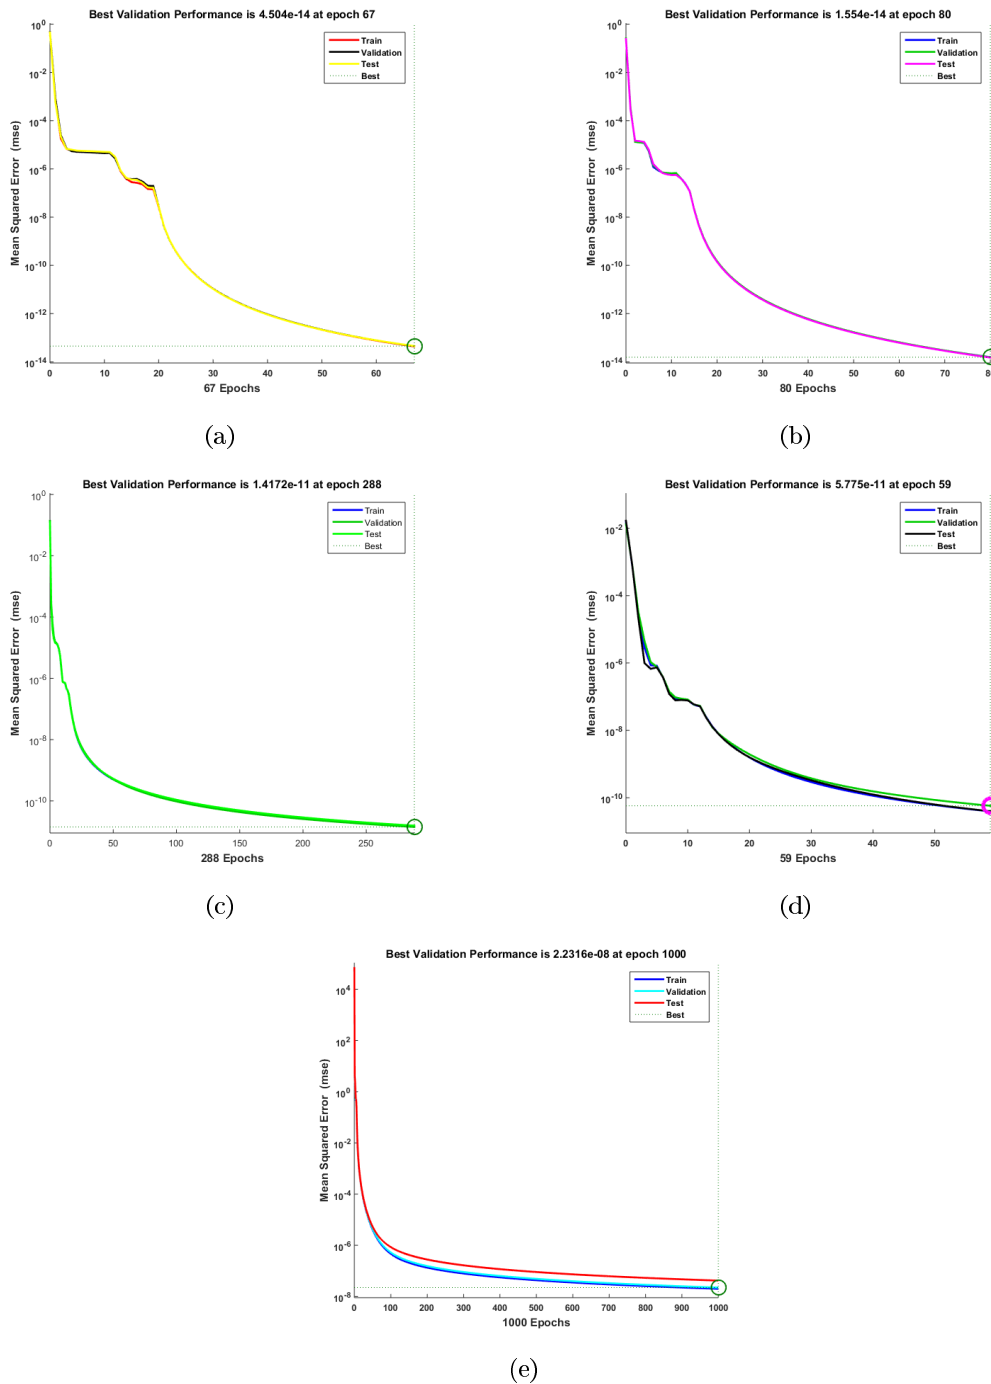 Best Validation Performance is 4.504e-14 at epoch 67
Mean Squared Error (mse)
10^0
10^-2
10^-4
10^-6
10^-8
10^-10
10^-12
10^-14
Train
Validation
Test
Best
0 10 20 30 40 50 60
67 Epochs
(a)
Best Validation Performance is 1.554e-14 at epoch 80
Mean Squared Error (mse)
10^0
10^-2
10^-4
10^-6
10^-8
10^-10
10^-12
10^-14
Train
Validation
Test
Best
0 10 20 30 40 50 60 70 8
80 Epochs
(b)
Best Validation Performance is 1.4172e-11 at epoch 288
Mean Squared Error (mse)
10^0
10^-2
10^-4
10^-6
10^-8
10^-10
Train
Validation
Test
Best
0 50 100 150 200 250
288 Epochs
(c)
Best Validation Performance is 5.775e-11 at epoch 59
Mean Squared Error (mse)
10^-2
10^-4
10^-6
10^-8
10^-10
Train
Validation
Test
Best
0 10 20 30 40 50
59 Epochs
(d)
Best Validation Performance is 2.2316e-08 at epoch 1000
Mean Squared Error (mse)
10^4
10^2
10^0
10^-2
10^-4
10^-6
10^-8
Train
Validation
Test
Best
0 100 200 300 400 500 600 700 800 900 1000
1000 Epochs
(e)